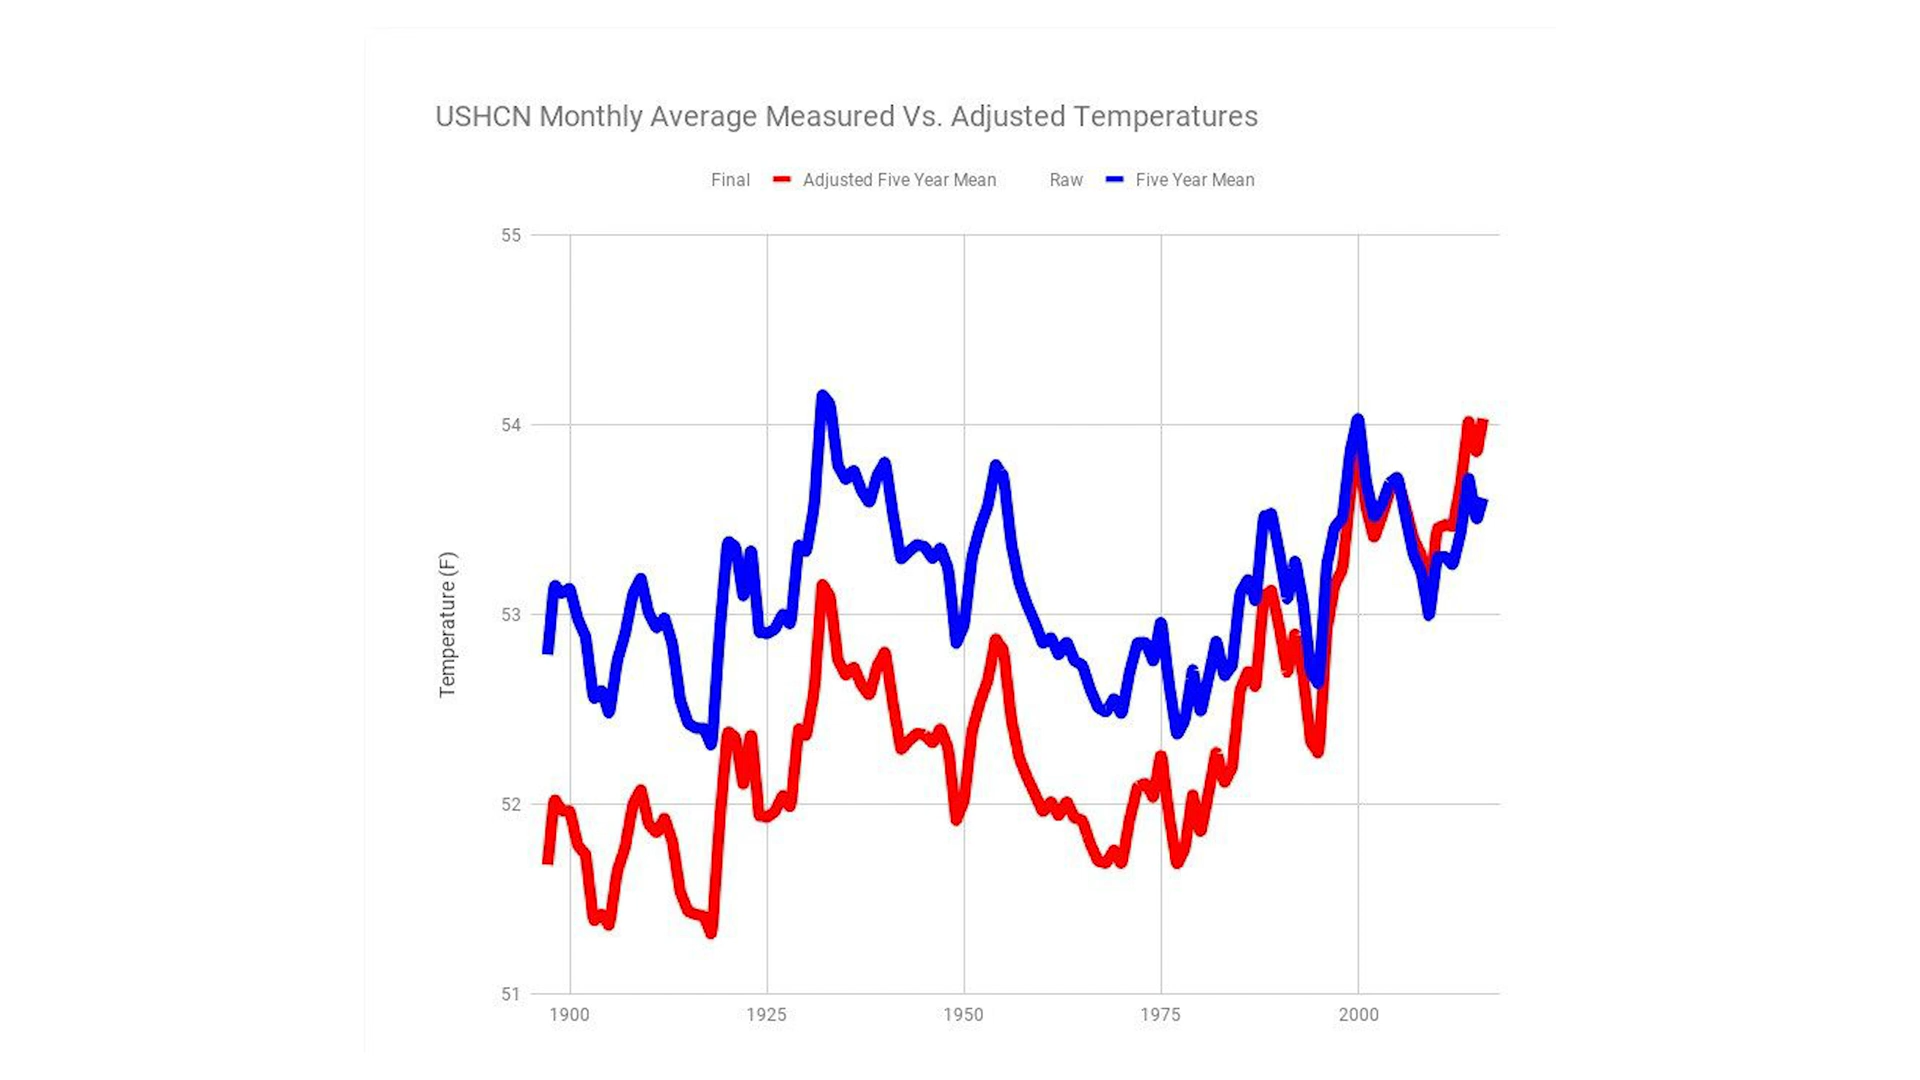 USHCN Monthly Average Measured Vs. Adjusted Temperatures
Final Adjusted Five Year Mean Raw Five Year Mean
Temperature (F)
55
54
53
52
51
1900 1925 1950 1975 2000